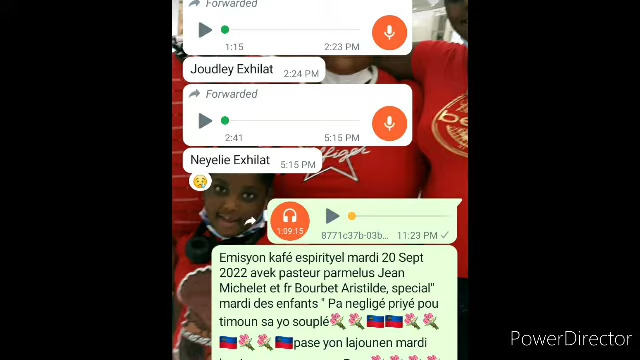 Forwarded
1:15 2:23 PM
Joudley Exhilat 2:24 PM
Forwarded
2:41 5:15 PM
Neyelie Exhilat 5:15 PM
1:09:15
8771c37b-03b... 11:23 PM
Emisyon kafé espirityel mardi 20 Sept
2022 avek pasteur parmelus Jean
Michelet et fr Bourbet Aristilde, special"
mardi des enfants " Pa negligé priyé pou
timoun sa yo souplé💐💐🇭🇹🇭🇹💐💐
🇭🇹💐💐🇭🇹pase yon lajounen mardi
PowerDirector